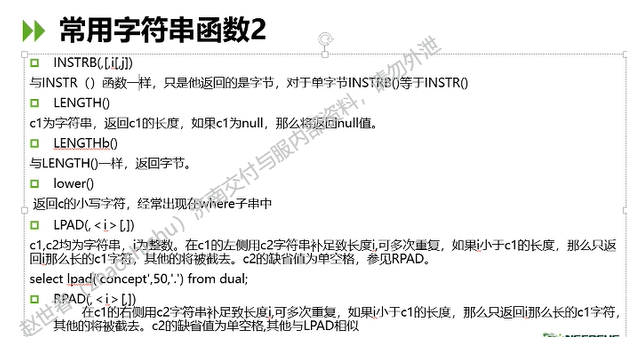 常用字符串函数2
INSTRB(,[,i[,j])
与INSTR（）函数一样，只是他返回的是字节，对于单字节INSTRB()等于INSTR()
LENGTH()
c1为字符串，返回c1的长度，如果c1为null，那么将返回null值。
LENGTHb()
与LENGTH()一样，返回字节。
lower()
返回c的小写字符，经常出现在where子串中
LPAD(, < i > [,])
c1,c2均为字符串，i为整数。在c1的左侧用c2字符串补足致长度i,可多次重复，如果i小于c1的长度，那么只返
回i那么长的c1字符，其他的将被截去。c2的缺省值为单空格，参见RPAD。
select lpad('concept',50,'.') from dual;
RPAD(, < i > [,])
在c1的右侧用c2字符串补足致长度i,可多次重复，如果i小于c1的长度，那么只返回i那么长的c1字符，
其他的将被截去。c2的缺省值为单空格,其他与LPAD相似
济南交付与服内部资料，请勿外泄